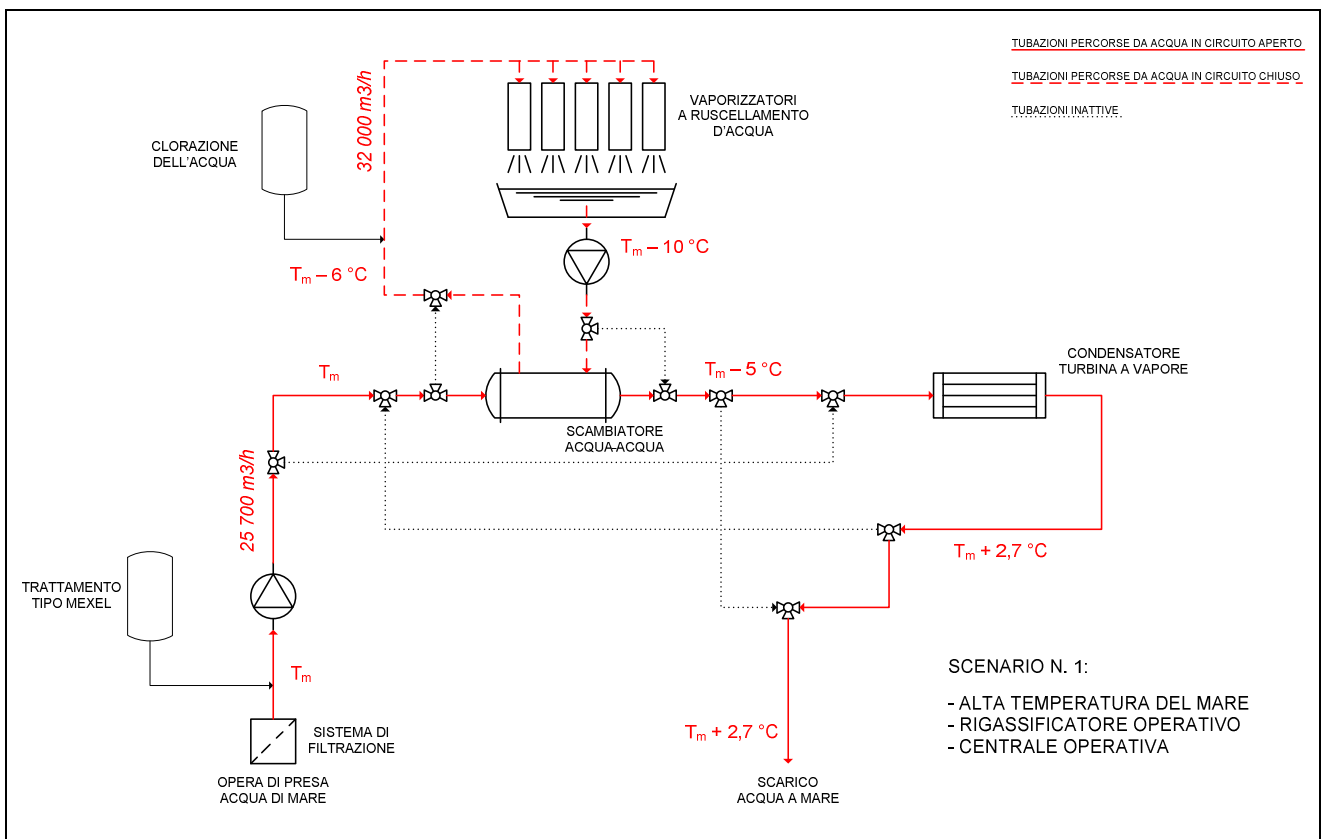 TUBAZIONI PERCORSE DA ACQUA IN CIRCUITO APERTO
TUBAZIONI PERCORSE DA ACQUA IN CIRCUITO CHIUSO
TUBAZIONI INATTIVE
32 000 m3/h
VAPORIZZATORI
A RUSCELLAMENTO
D'ACQUA
CLORAZIONE
DELL'ACQUA
Tm – 10 °C
Tm – 6 °C
Tm
Tm – 5 °C
CONDENSATORE
TURBINA A VAPORE
SCAMBIATORE
ACQUA-ACQUA
25 700 m3/h
Tm + 2,7 °C
TRATTAMENTO
TIPO MEXEL
Tm
SISTEMA DI
FILTRAZIONE
OPERA DI PRESA
ACQUA DI MARE
Tm + 2,7 °C
SCARICO
ACQUA A MARE
SCENARIO N. 1:
- ALTA TEMPERATURA DEL MARE
- RIGASSIFICATORE OPERATIVO
- CENTRALE OPERATIVA